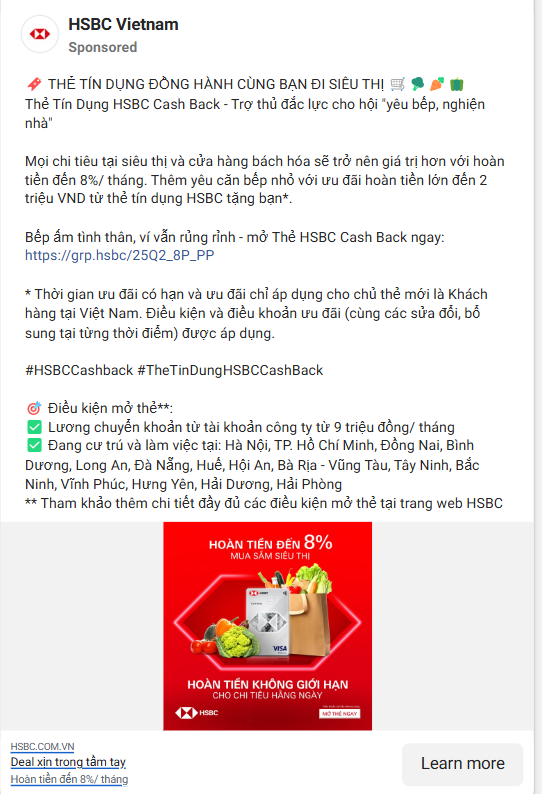 HSBC Vietnam
Sponsored
THẺ TÍN DỤNG ĐỒNG HÀNH CÙNG BẠN ĐI SIÊU THỊ
Thẻ Tín Dụng HSBC Cash Back - Trợ thủ đắc lực cho hội "yêu bếp, nghiện
nhà"
Mọi chi tiêu tại siêu thị và cửa hàng bách hóa sẽ trở nên giá trị hơn với hoàn
tiền đến 8%/ tháng. Thêm yêu căn bếp nhỏ với ưu đãi hoàn tiền lớn đến 2
triệu VND từ thẻ tín dụng HSBC tặng bạn*.
Bếp ấm tình thân, ví vẫn rủng rỉnh - mở Thẻ HSBC Cash Back ngay:
https://grp.hsbc/25Q2_8P_PP
* Thời gian ưu đãi có hạn và ưu đãi chỉ áp dụng cho chủ thẻ mới là Khách
hàng tại Việt Nam. Điều kiện và điều khoản ưu đãi (cùng các sửa đổi, bổ
sung tại từng thời điểm) được áp dụng.
#HSBCCashback #TheTinDungHSBCCashBack
Điều kiện mở thẻ**:
Lương chuyển khoản từ tài khoản công ty từ 9 triệu đồng/ tháng
Đang cư trú và làm việc tại: Hà Nội, TP. Hồ Chí Minh, Đồng Nai, Bình
Dương, Long An, Đà Nẵng, Huế, Hội An, Bà Rịa - Vũng Tàu, Tây Ninh, Bắc
Ninh, Vĩnh Phúc, Hưng Yên, Hải Dương, Hải Phòng
** Tham khảo thêm chi tiết đầy đủ các điều kiện mở thẻ tại trang web HSBC
HOÀN TIỀN ĐẾN 8%
MUA SẮM SIÊU THỊ
HSBC
VISA
HOÀN TIỀN KHÔNG GIỚI HẠN
CHO CHI TIÊU HẰNG NGÀY
HSBC
MỞ THẺ NGAY
HSBC.COM.VN
Deal xịn trong tầm tay
Hoàn tiền đến 8%/ tháng
Learn more